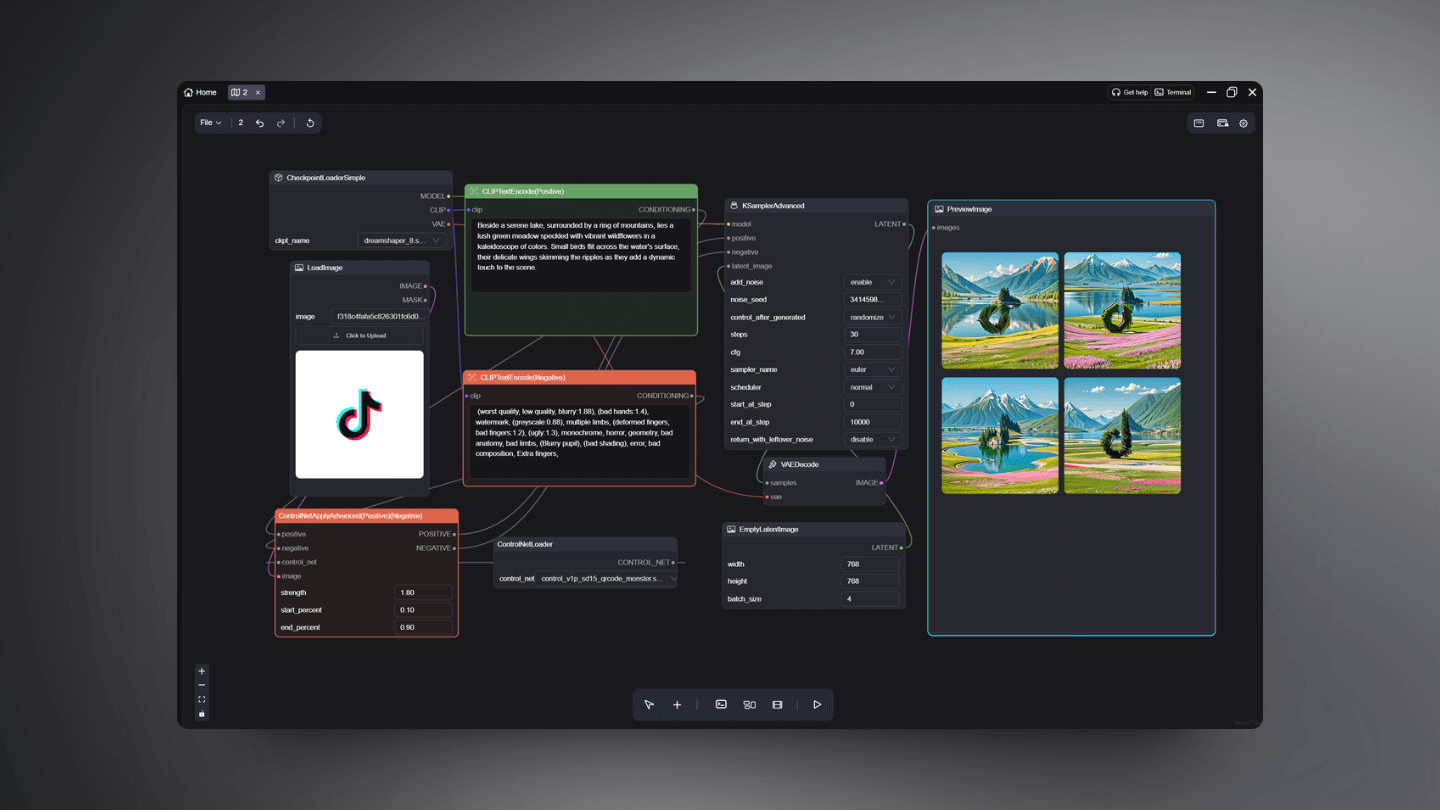 Home
2
×
Get help
Terminal
File
2
CheckpointLoaderSimple
MODEL
CLIP
VAE
ckpt_name
dreamshaper_8.s...
LoadImage
IMAGE
MASK
image
f318c4fafa5c826301fc6d0...
Click to Upload
CLIPTextEncode(Positive)
clip
CONDITIONING
Beside a serene lake, surrounded by a ring of mountains, lies a
lush green meadow speckled with vibrant wildflowers in a
kaleidoscope of colors. Small birds flit across the water's surface,
their delicate wings skimming the ripples as they add a dynamic
touch to the scene.
CLIPTextEncode(Negative)
clip
CONDITIONING
(worst quality, low quality, blurry:1.88), (bad hands:1.4),
watermark, (greyscale:0.88), multiple limbs, (deformed fingers,
bad fingers:1.2), (ugly:1.3), monochrome, horror, geometry, bad
anatomy, bad limbs, (Blurry pupil), (bad shading), error, bad
composition, Extra fingers,
ControlNetApplyAdvanced(Positive)(Negative)
positive
POSITIVE
negative
NEGATIVE
control_net
image
strength
1.80
start_percent
0.10
end_percent
0.90
ControlNetLoader
CONTROL_NET
control_net
control_v1p_sd15_qrcode_monster.s...
KSamplerAdvanced
LATENT
model
positive
negative
latent_image
add_noise
enable
noise_seed
3414598...
control_after_generated
randomize
steps
30
cfg
7.00
sampler_name
euler
scheduler
normal
start_at_step
0
end_at_step
10000
return_with_leftover_noise
disable
VAEDecode
samples
IMAGE
vae
EmptyLatentImage
LATENT
width
768
height
768
batch_size
4
PreviewImage
images